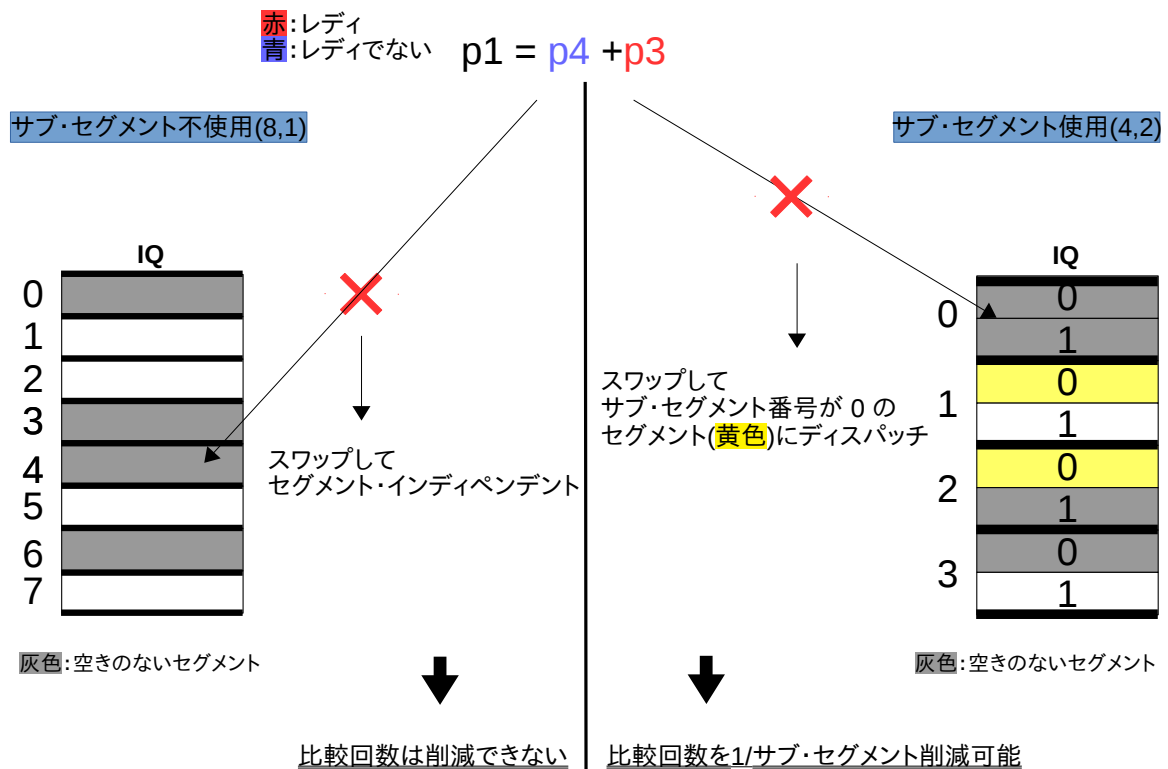 赤:レディ
青:レディでない
p1 = p4 +p3
サブ・セグメント不使用(8,1)
IQ
0
1
2
3
4
5
6
7
スワップして
セグメント・インディペンデント
灰色:空きのないセグメント
比較回数は削減できない
サブ・セグメント使用(4,2)
スワップして
サブ・セグメント番号が 0 の
セグメント(黄色)にディスパッチ
IQ
0
0
1
1
0
1
2
0
1
3
0
1
灰色:空きのないセグメント
比較回数を1/サブ・セグメント削減可能